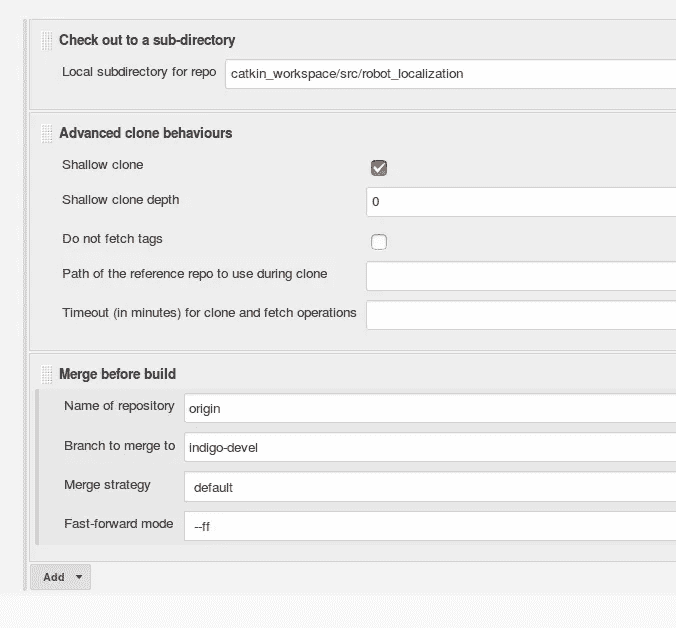 Check out to a sub-directory
Local subdirectory for repo catkin_workspace/src/robot_localization
Advanced clone behaviours
Shallow clone
Shallow clone depth 0
Do not fetch tags
Path of the reference repo to use during clone
Timeout (in minutes) for clone and fetch operations
Merge before build
Name of repository origin
Branch to merge to indigo-devel
Merge strategy default
Fast-forward mode --ff
Add